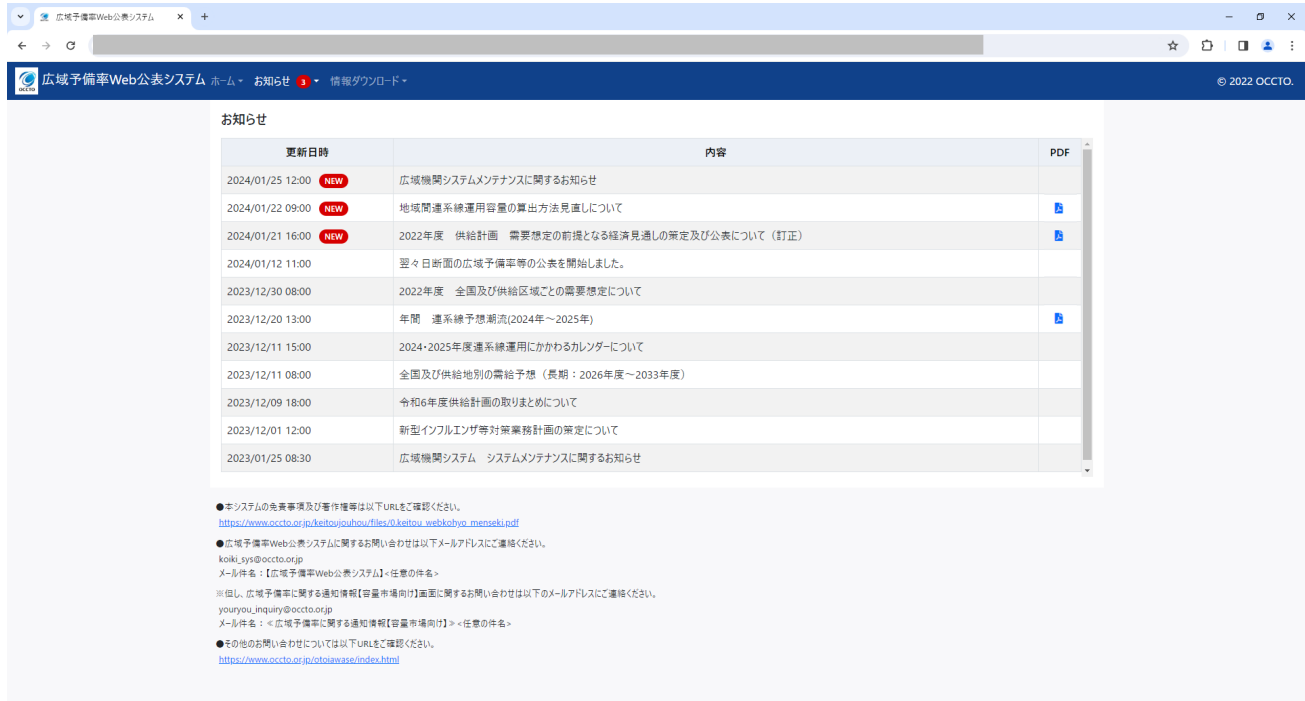 広域予備率Web公表システム
OCCTO 広域予備率Web公表システム ホーム お知らせ 3 情報ダウンロード © 2022 OCCTO.
お知らせ
更新日時 内容 PDF
2024/01/25 12:00 NEW 広域機関システムメンテナンスに関するお知らせ
2024/01/22 09:00 NEW 地域間連系線運用容量の算出方法見直しについて
2024/01/21 16:00 NEW 2022年度　供給計画　需要想定の前提となる経済見通しの策定及び公表について（訂正）
2024/01/12 11:00 翌々日断面の広域予備率等の公表を開始しました。
2023/12/30 08:00 2022年度　全国及び供給区域ごとの需要想定について
2023/12/20 13:00 年間　連系線予想潮流(2024年～2025年)
2023/12/11 15:00 2024・2025年度連系線運用にかかわるカレンダーについて
2023/12/11 08:00 全国及び供給地別の需給予想（長期：2026年度～2033年度）
2023/12/09 18:00 令和6年度供給計画の取りまとめについて
2023/12/01 12:00 新型インフルエンザ等対策業務計画の策定について
2023/01/25 08:30 広域機関システム　システムメンテナンスに関するお知らせ
●本システムの免責事項及び著作権等は以下URLをご確認ください。
https://www.occto.or.jp/keitoujouhou/files/0.keitou_webkohyo_menseki.pdf
●広域予備率Web公表システムに関するお問い合わせは以下メールアドレスにご連絡ください。
koiki_sys@occto.or.jp
メール件名：【広域予備率Web公表システム】<任意の件名>
※但し、広域予備率に関する通知情報【容量市場向け】画面に関するお問い合わせは以下のメールアドレスにご連絡ください。
youryou_inquiry@occto.or.jp
メール件名：≪広域予備率に関する通知情報【容量市場向け】≫<任意の件名>
●その他のお問い合わせについては以下URLをご確認ください。
https://www.occto.or.jp/otoiawase/index.html